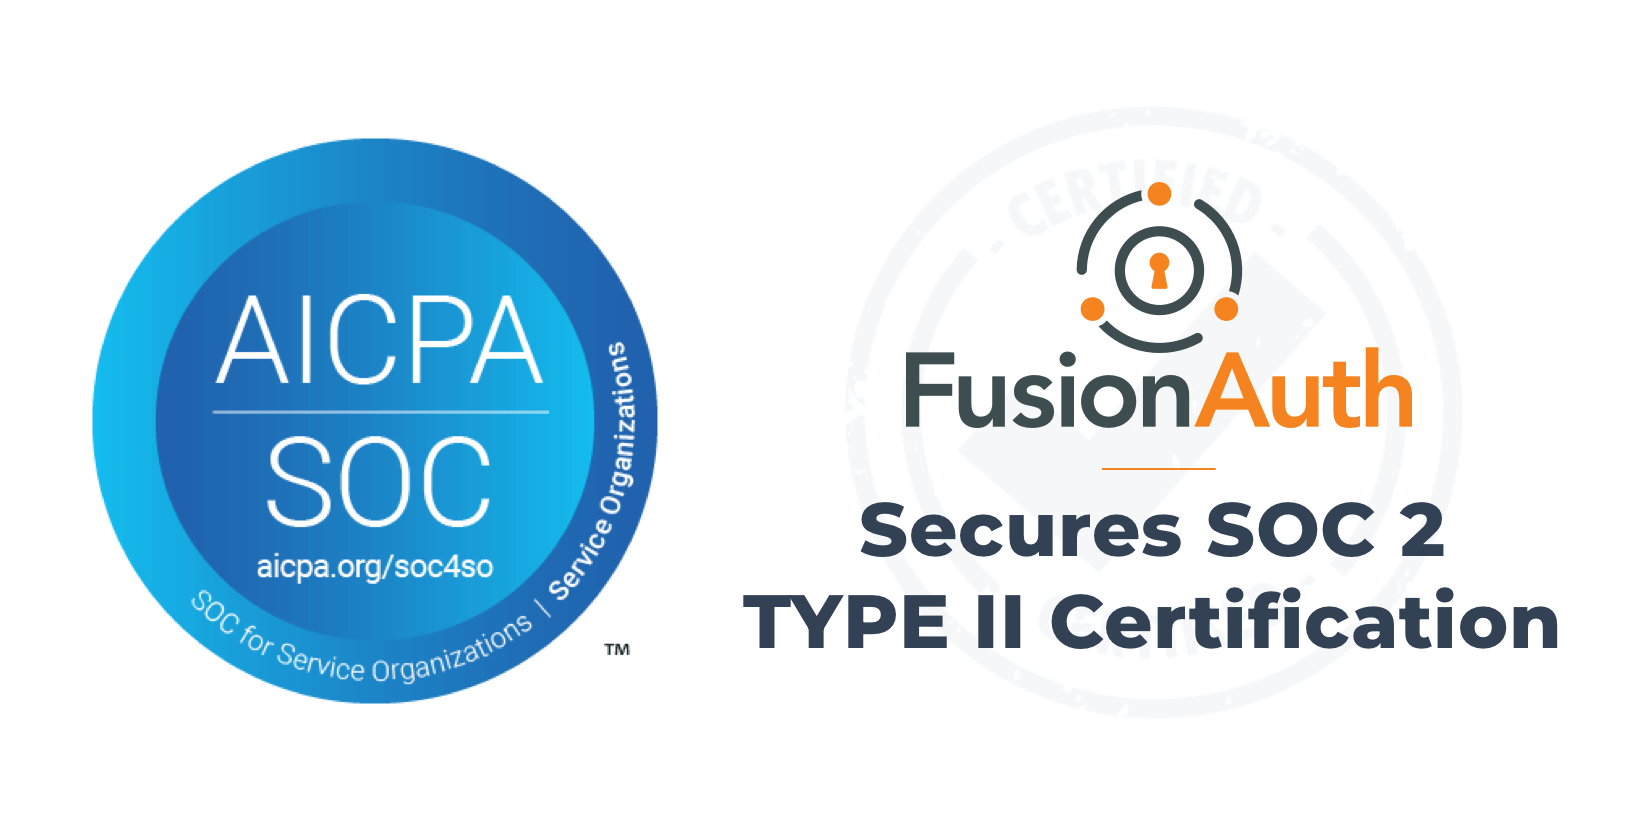 AICPA
SOC
aicpa.org/soc4so
SOC for Service Organizations | Service Organizations
TM
CERTIFIED
FusionAuth
Secures SOC 2
TYPE II Certification